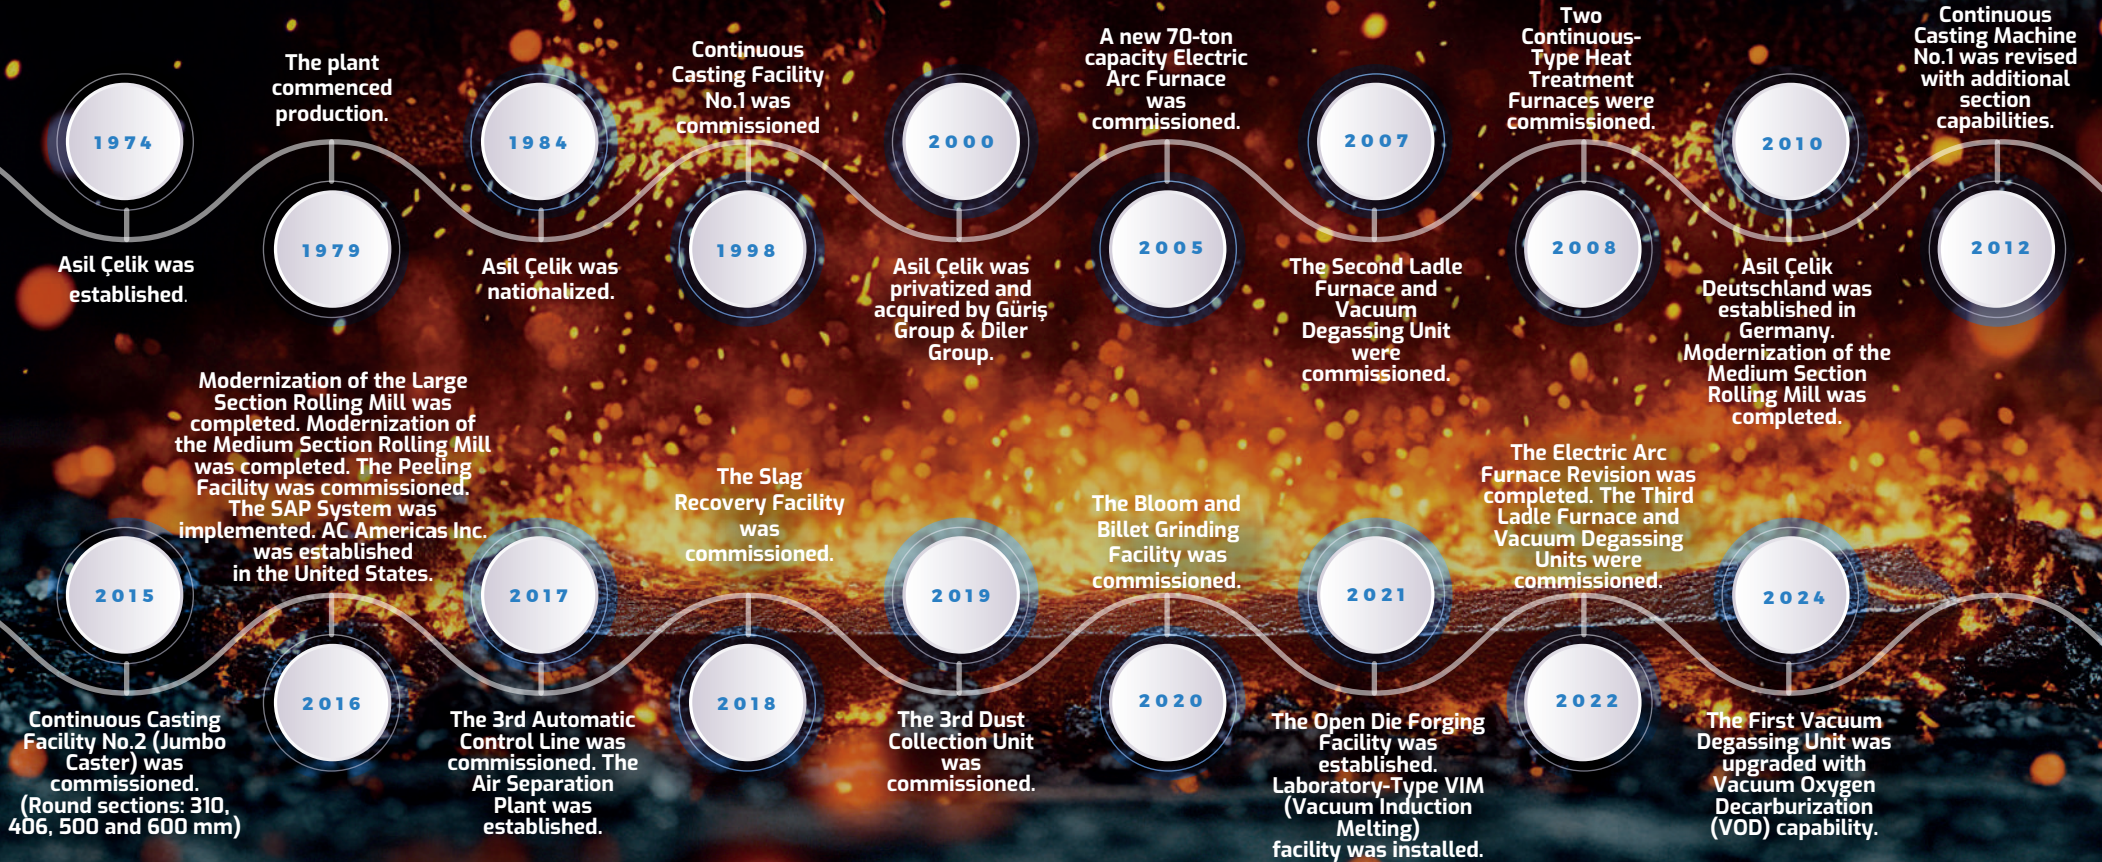 1974
Asil Çelik was
established.
The plant
commenced
production.
1979
1984
Asil Çelik was
nationalized.
Continuous
Casting Facility
No.1 was
commissioned
1998
2000
Asil Çelik was
privatized and
acquired by Güriş
Group & Diler
Group.
A new 70-ton
capacity Electric
Arc Furnace
was
commissioned.
2005
2007
The Second Ladle
Furnace and
Vacuum
Degassing Unit
were
commissioned.
Two
Continuous-
Type Heat
Treatment
Furnaces were
commissioned.
2008
2010
Asil Çelik
Deutschland was
established in
Germany.
Modernization of the
Medium Section
Rolling Mill was
completed.
Continuous
Casting Machine
No.1 was revised
with additional
section
capabilities.
2012
2015
Continuous Casting
Facility No.2 (Jumbo
Caster) was
commissioned.
(Round sections: 310,
406, 500 and 600 mm)
Modernization of the Large
Section Rolling Mill was
completed. Modernization of
the Medium Section Rolling Mill
was completed. The Peeling
Facility was commissioned.
The SAP System was
implemented. AC Americas Inc.
was established
in the United States.
2016
2017
The 3rd Automatic
Control Line was
commissioned. The
Air Separation
Plant was
established.
The Slag
Recovery Facility
was
commissioned.
2018
2019
The 3rd Dust
Collection Unit
was
commissioned.
The Bloom and
Billet Grinding
Facility was
commissioned.
2020
2021
The Open Die Forging
Facility was
established.
Laboratory-Type VIM
(Vacuum Induction
Melting)
facility was installed.
The Electric Arc
Furnace Revision was
completed. The Third
Ladle Furnace and
Vacuum Degassing
Units were
commissioned.
2022
2024
The First Vacuum
Degassing Unit was
upgraded with
Vacuum Oxygen
Decarburization
(VOD) capability.